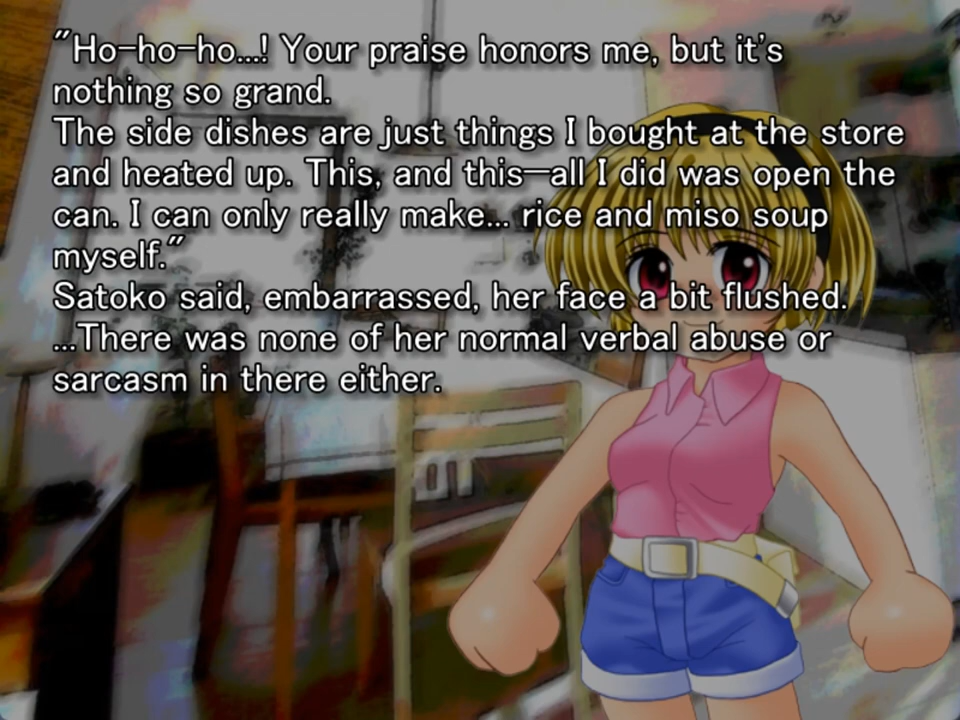 "Ho-ho-ho...! Your praise honors me, but it's
nothing so grand.
The side dishes are just things I bought at the store
and heated up. This, and this—all I did was open the
can. I can only really make... rice and miso soup
myself."
Satoko said, embarrassed, her face a bit flushed.
...There was none of her normal verbal abuse or
sarcasm in there either.